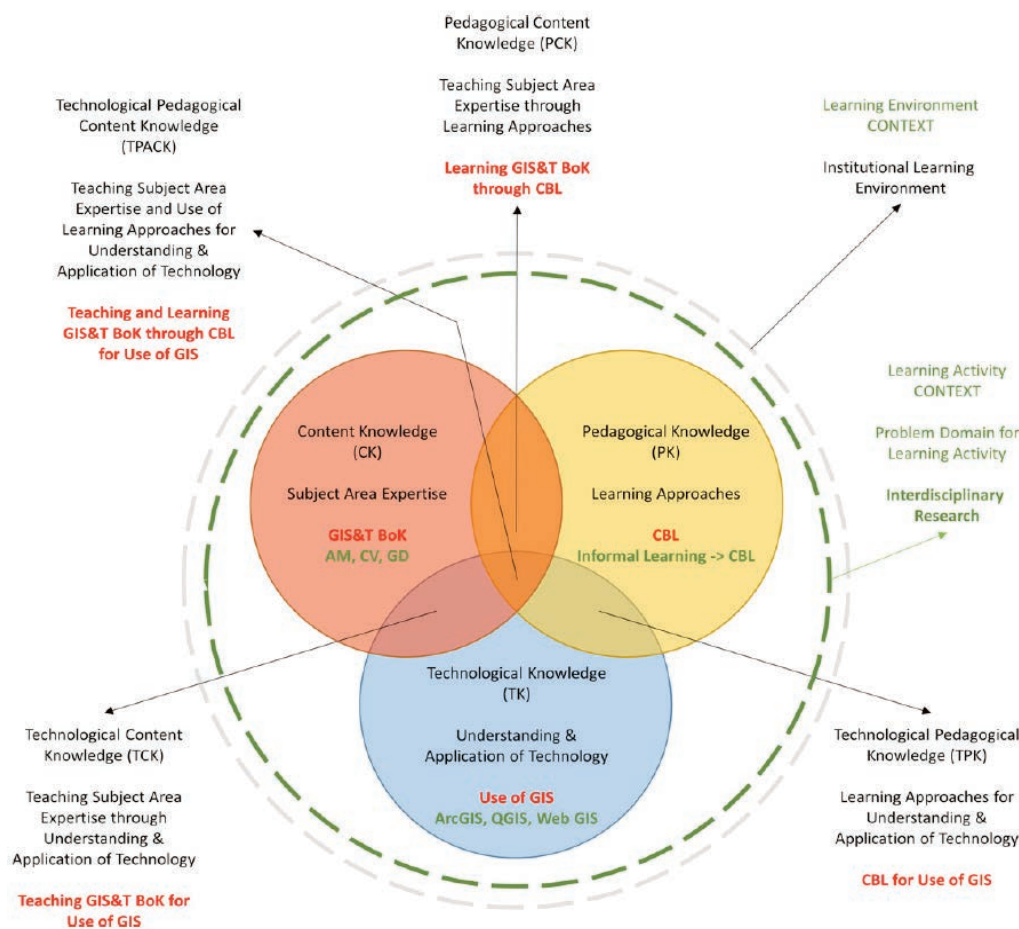 Pedagogical Content
Knowledge (PCK)
Teaching Subject Area
Expertise through
Learning Approaches
Learning GIS&T BoK
through CBL
Technological Pedagogical
Content Knowledge
(TPACK)
Teaching Subject Area
Expertise and Use of
Learning Approaches for
Understanding &
Application of Technology
Teaching and Learning
GIS&T BoK through CBL
for Use of GIS
Learning Environment
CONTEXT
Institutional Learning
Environment
Learning Activity
CONTEXT
Problem Domain for
Learning Activity
Interdisciplinary
Research
Content Knowledge
(CK)
Subject Area Expertise
GIS&T BoK
AM, CV, GD
Pedagogical Knowledge
(PK)
Learning Approaches
CBL
Informal Learning -> CBL
Technological Knowledge
(TK)
Understanding &
Application of Technology
Use of GIS
ArcGIS, QGIS, Web GIS
Technological Content
Knowledge (TCK)
Teaching Subject Area
Expertise through
Understanding &
Application of Technology
Teaching GIS&T BoK for
Use of GIS
Technological Pedagogical
Knowledge (TPK)
Learning Approaches for
Understanding &
Application of Technology
CBL for Use of GIS